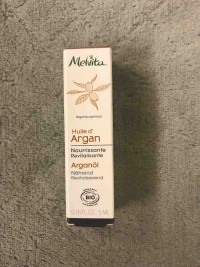 Melvita
Huile d'
Argan
Nourrissante
Revitalisante
Arganöl
Nährend
Revitalisierend
BIO